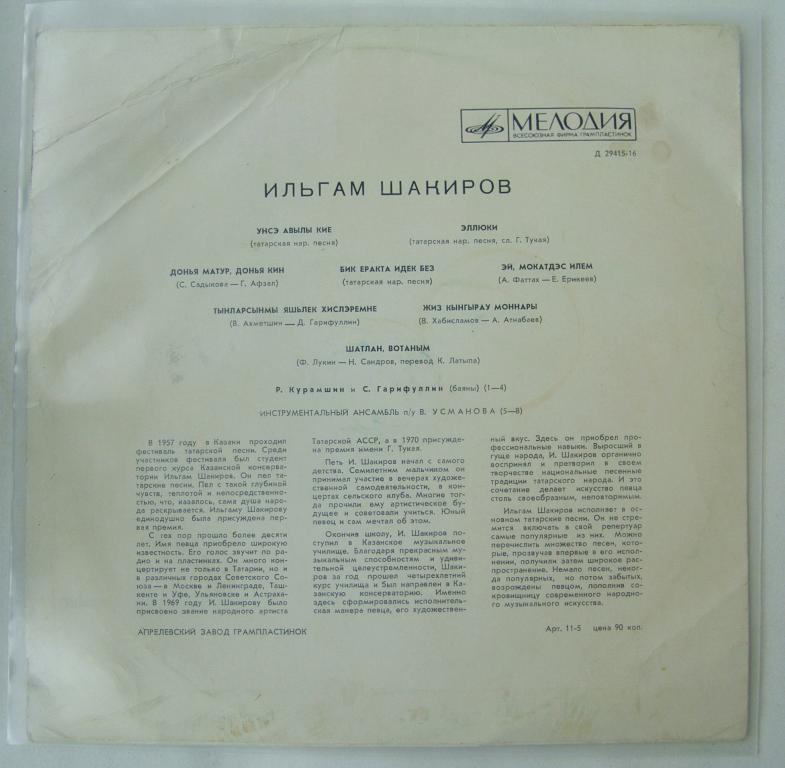 МЕЛОДИЯ
ВСЕСОЮЗНАЯ ФИРМА ГРАМПЛАСТИНОК
Д 29415-16
ИЛЬГАМ ШАКИРОВ
УНСЭ АВЫЛЫ КИЕ
(татарская нар. песня)
ЭЛЛЮКИ
(татарская нар. песня, сл. Г. Тукая)
ДОНЬЯ МАТУР, ДОНЬЯ КИН
(С. Садыкова — Г. Афзал)
БИК ЕРАКТА ИДЕК БЕЗ
(татарская нар. песня)
ЭЙ, МОКАТДЭС ИЛЕМ
(А. Фаттах — Е. Ерикеев)
ТЫНЛАРСЫНМЫ ЯШЬЛЕК ХИСЛЭРЕМНЕ
(В. Ахметшин — Д. Гарифуллин)
ЖИЗ КЫНГЫРАУ МОННАРЫ
(В. Хабисламов — А. Атнабаев)
ШАТЛАН, ВОТАНЫМ
(Ф. Лукин — Н. Сандров, перевод К. Латыпа)
Р. Курамшин и С. Гарифуллин (баяны) (1—4)
ИНСТРУМЕНТАЛЬНЫЙ АНСАМБЛЬ п/у В. УСМАНОВА (5—8)
В 1957 году в Казани проходил
фестиваль татарской песни. Среди
участников фестиваля был студент
первого курса Казанской консерва-
тории Ильгам Шакиров. Он пел та-
тарские песни. Пел с такой глубиной
чувств, теплотой и непосредственно-
стью, что, казалось, сама душа наро-
да раскрывается. Ильгаму Шакирову
единодушно была присуждена пер-
вая премия.
С тех пор прошло более десяти
лет. Имя певца приобрело широкую
известность. Его голос звучит по ра-
дио и на пластинках. Он много кон-
цертирует не только в Татарии, но и
в различных городах Советского Со-
юза — в Москве и Ленинграде, Таш-
кенте и Уфе, Ульяновске и Астраха-
ни. В 1969 году И. Шакирову было
присвоено звание народного артиста
Татарской АССР, а в 1970 присужде-
на премия имени Г. Тукая.
Петь И. Шакиров начал с самого
детства. Семилетним мальчиком он
принимал участие в вечерах художе-
ственной самодеятельности, в кон-
цертах сельского клуба. Многие тог-
да прочили ему артистическое бу-
дущее и советовали учиться. Юный
певец и сам мечтал об этом.
Окончив школу, И. Шакиров по-
ступил в Казанское музыкальное
училище. Благодаря прекрасным му-
зыкальным способностям и удиви-
тельной целеустремленности, Шаки-
ров за год прошел четырехлетний
курс училища и был направлен в Ка-
занскую консерваторию. Именно
здесь сформировались исполнитель-
ская манера певца, его художествен-
ный вкус. Здесь он приобрел про-
фессиональные навыки. Выросший в
гуще народа, И. Шакиров органично
воспринял и претворил в своем
творчестве национальные песенные
традиции татарского народа. И это
сочетание делает искусство певца
столь своеобразным, неповторимым.
Ильгам Шакиров исполняет в ос-
новном татарские песни. Он не стре-
мится включать в свой репертуар
самые популярные из них. Можно
перечислить множество песен, кото-
рые, прозвучав впервые в его испол-
нении, получили затем широкое рас-
пространение. Немало песен, неког-
да популярных, но потом забытых,
возрождены певцом, пополнив со-
кровищницу современного народно-
го музыкального искусства.
АПРЕЛЕВСКИЙ ЗАВОД ГРАМПЛАСТИНОК
Арт. 11-5 цена 90 коп.